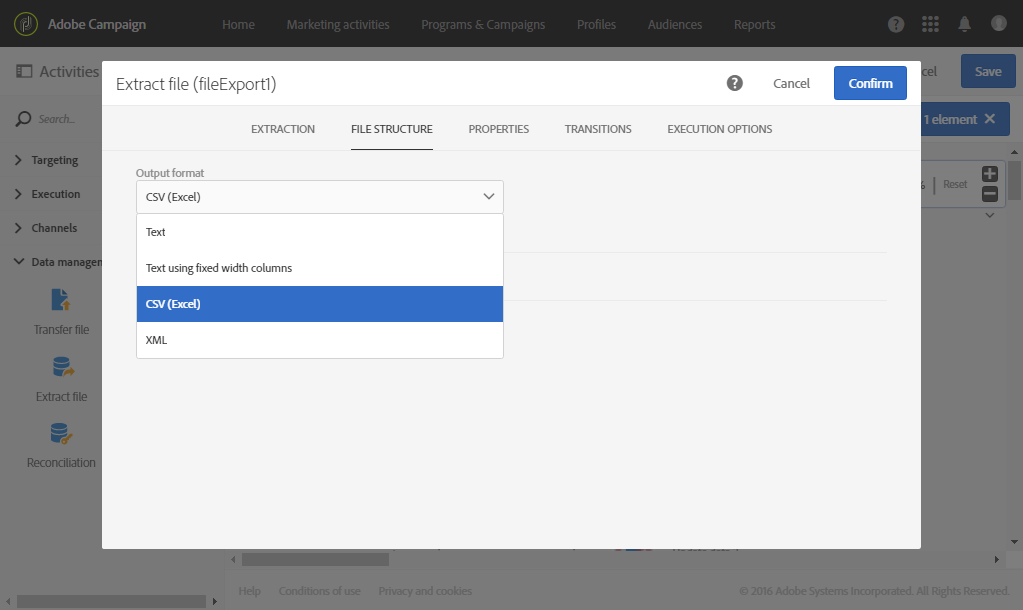 Adobe Campaign
Home Marketing activities Programs & Campaigns Profiles Audiences Reports
Activities
Save
Extract file (fileExport1)
Cancel
Confirm
Search...
1 element
EXTRACTION FILE STRUCTURE PROPERTIES TRANSITIONS EXECUTION OPTIONS
Targeting
Execution
Channels
Reset
Output format
CSV (Excel)
Text
Text using fixed width columns
CSV (Excel)
XML
Transfer file
Extract file
Reconciliation
Help Conditions of use Privacy and cookies
© 2016 Adobe Systems Incorporated. All Rights Reserved.